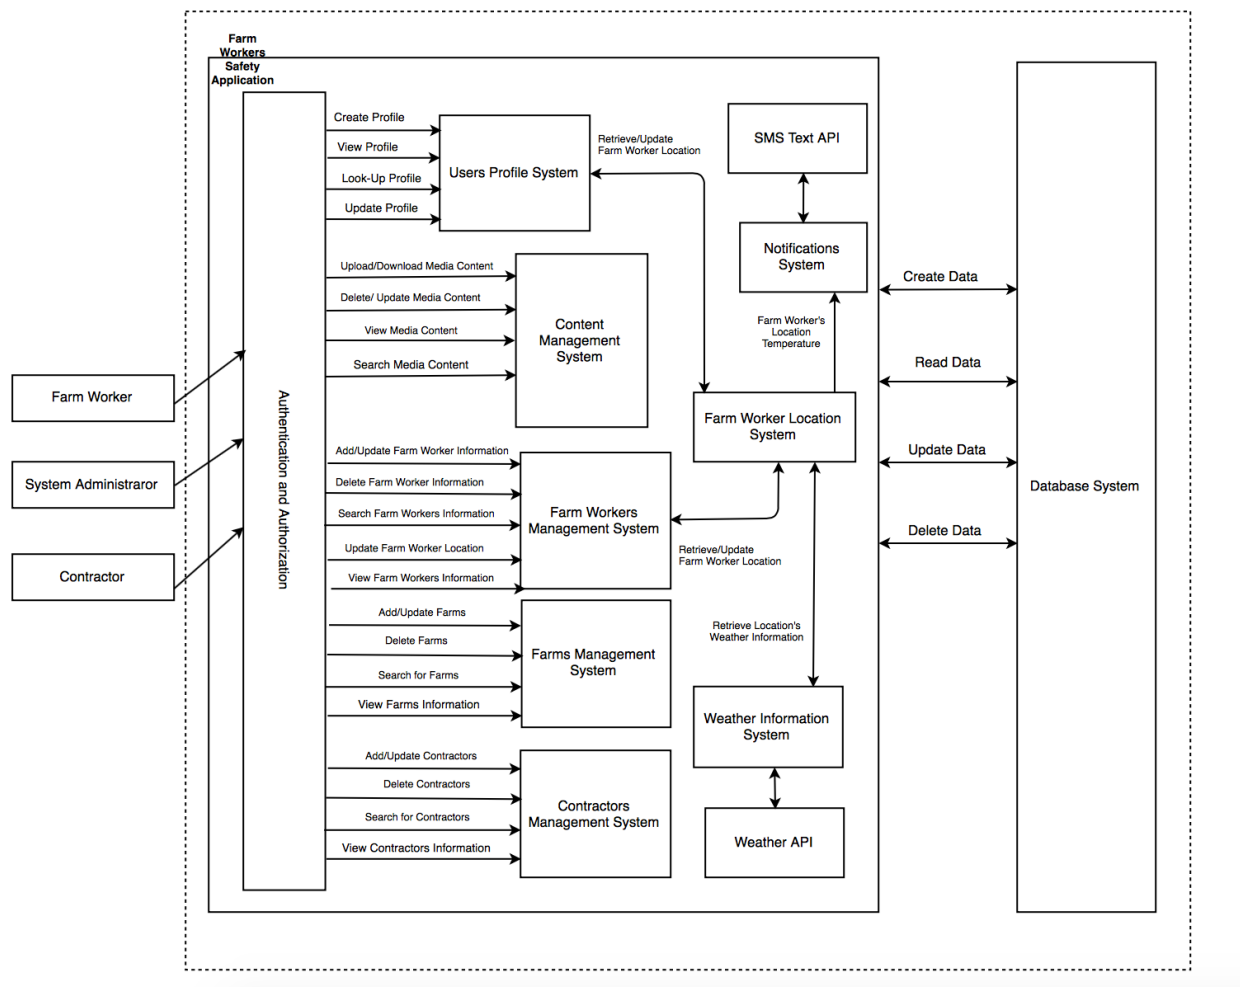 Farm
Workers
Safety
Application
Farm Worker
System Administraror
Contractor
Authentication and Authorization
Create Profile
View Profile
Look-Up Profile
Update Profile
Users Profile System
Retrieve/Update
Farm Worker Location
Upload/Download Media Content
Delete/ Update Media Content
View Media Content
Search Media Content
Content
Management
System
Add/Update Farm Worker Information
Delete Farm Worker Information
Search Farm Workers Information
Update Farm Worker Location
View Farm Workers Information
Farm Workers
Management System
Retrieve/Update
Farm Worker Location
Add/Update Farms
Delete Farms
Search for Farms
View Farms Information
Farms Management
System
Add/Update Contractors
Delete Contractors
Search for Contractors
View Contractors Information
Contractors
Management System
SMS Text API
Notifications
System
Farm Worker's
Location
Temperature
Farm Worker Location
System
Retrieve Location's
Weather Information
Weather Information
System
Weather API
Create Data
Read Data
Update Data
Delete Data
Database System